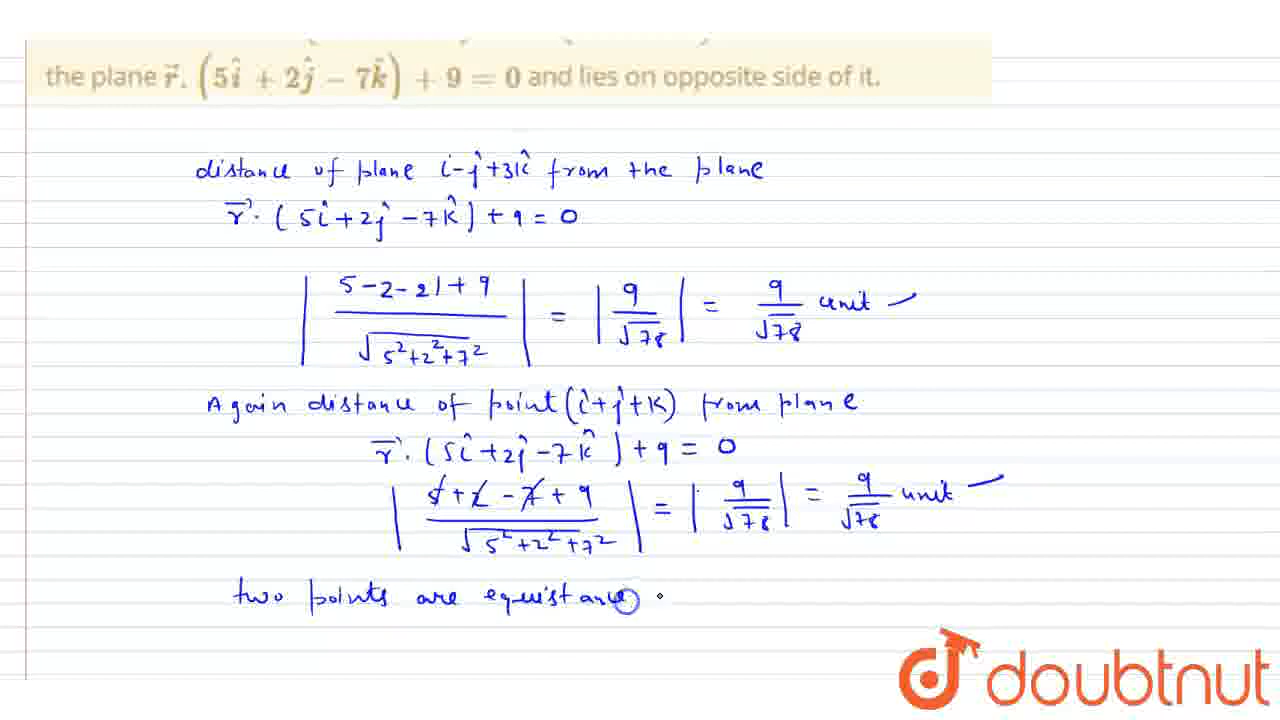 the plane r⃗. (5î + 2ĵ − 7k̂) + 9 = 0 and lies on opposite side of it.
distance of plane i-ĵ+3k̂ from the plane
r⃗. (5î + 2ĵ - 7k̂) + 9 = 0
| 5-2-21+9 / √5²+2²+7² | = | 9/√78 | = 9/√78 unit
Again distance of point (î+ĵ+k) from plane
r⃗. (5î+2ĵ-7k̂) + 9 = 0
| 5+2-7+9 / √5²+2²+7² | = | 9/√78 | = 9/√78 unit
two points are equistance
doubtnut